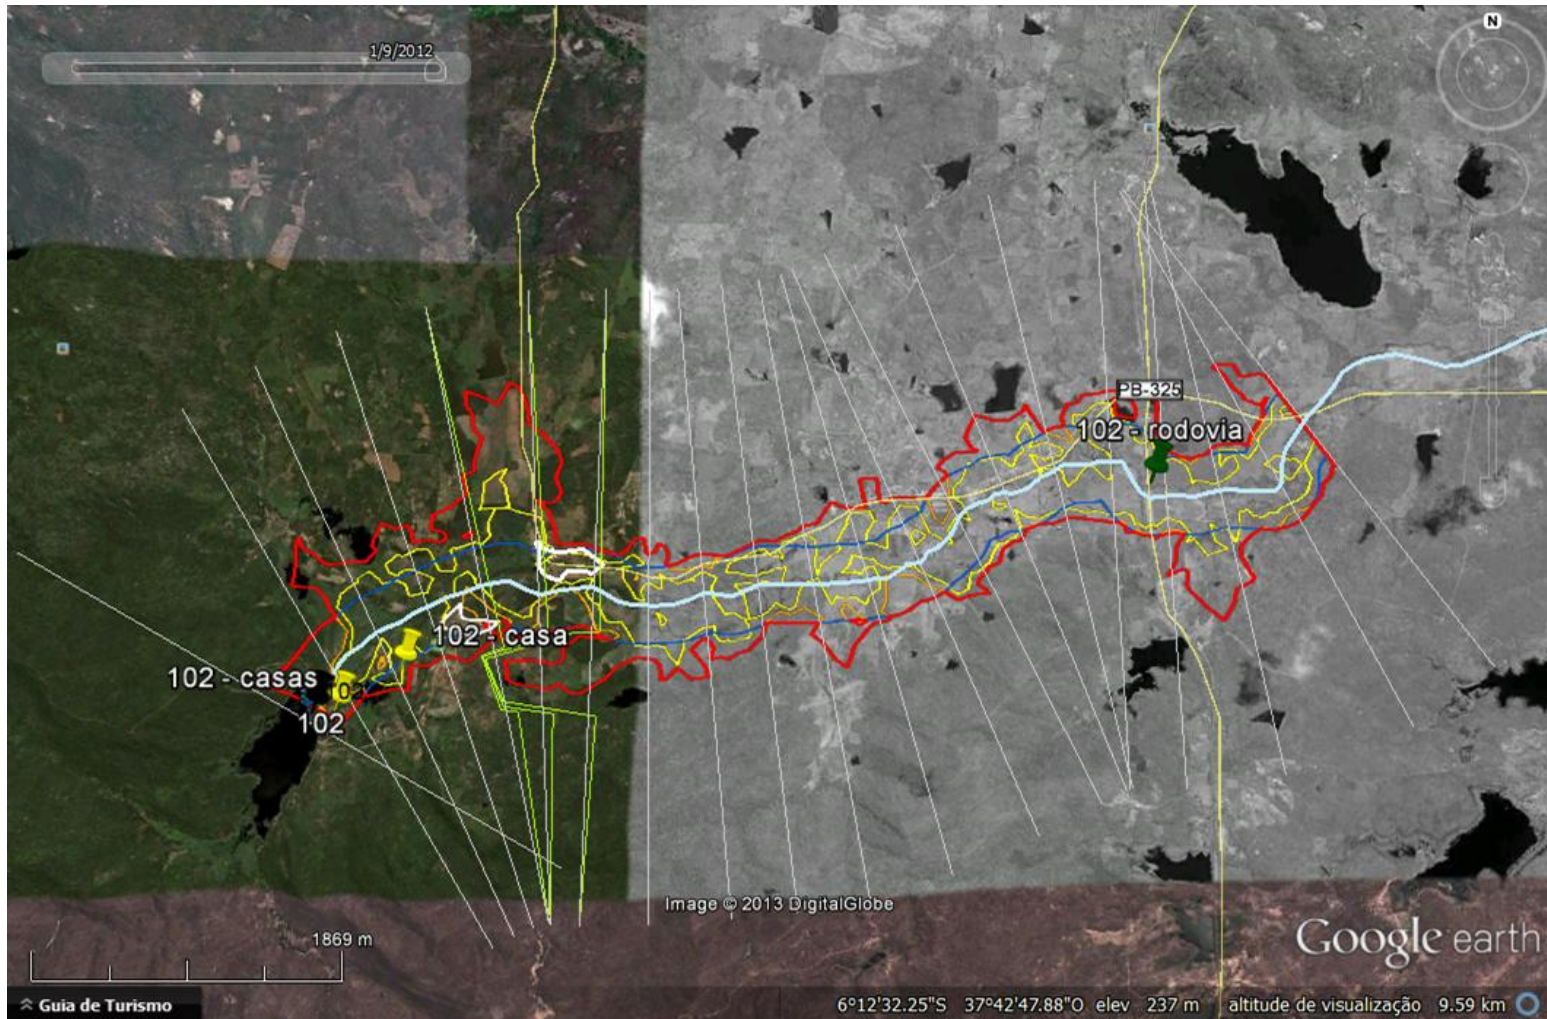 1/9/2012
N
PB-325
102 - rodovia
102 - casa
102 - casas
102
Image © 2013 DigitalGlobe
1869 m
Google earth
Guia de Turismo
6°12'32.25"S 37°42'47.88"O elev 237 m altitude de visualização 9.59 km